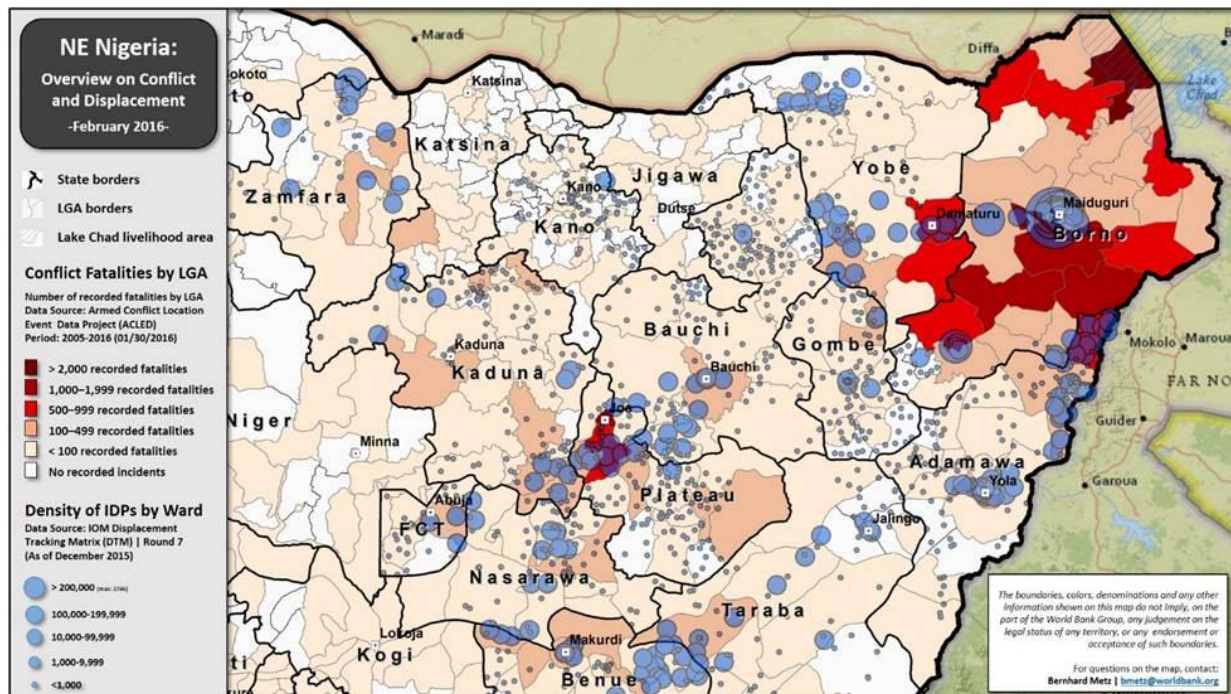 NE Nigeria:
Overview on Conflict
and Displacement
-February 2016-
State borders
LGA borders
Lake Chad livelihood area
Conflict Fatalities by LGA
Number of recorded fatalities by LGA
Data Source: Armed Conflict Location
Event Data Project (ACLED)
Period: 2005-2016 (01/30/2016)
> 2,000 recorded fatalities
1,000–1,999 recorded fatalities
500–999 recorded fatalities
100–499 recorded fatalities
< 100 recorded fatalities
No recorded incidents
Density of IDPs by Ward
Data Source: IOM Displacement
Tracking Matrix (DTM) | Round 7
(As of December 2015)
> 200,000
100,000-199,999
10,000-99,999
1,000-9,999
<1,000
Maradi
Diffa
Lake
Chad
okoto
to
Katsina
Katsina
Zamfara
Kano
Kano
Jigawa
Dutse
Yobe
Damaturu
Maiduguri
Borno
Kaduna
Kaduna
Bauchi
Bauchi
Gombe
Mokolo
Maroua
FAR NO
Niger
Minna
Jos
Guider
Adamawa
Yola
Garoua
Plateau
Abuja
FCT
Jalingo
Nasarawa
Taraba
Lokoja
Kogi
Makurdi
Benue
ti
The boundaries, colors, denominations and any other
information shown on this map do not imply, on the
part of the World Bank Group, any judgement on the
legal status of any territory, or any endorsement or
acceptance of such boundaries.
For questions on the map, contact:
Bernhard Metz | bmetz@worldbank.org